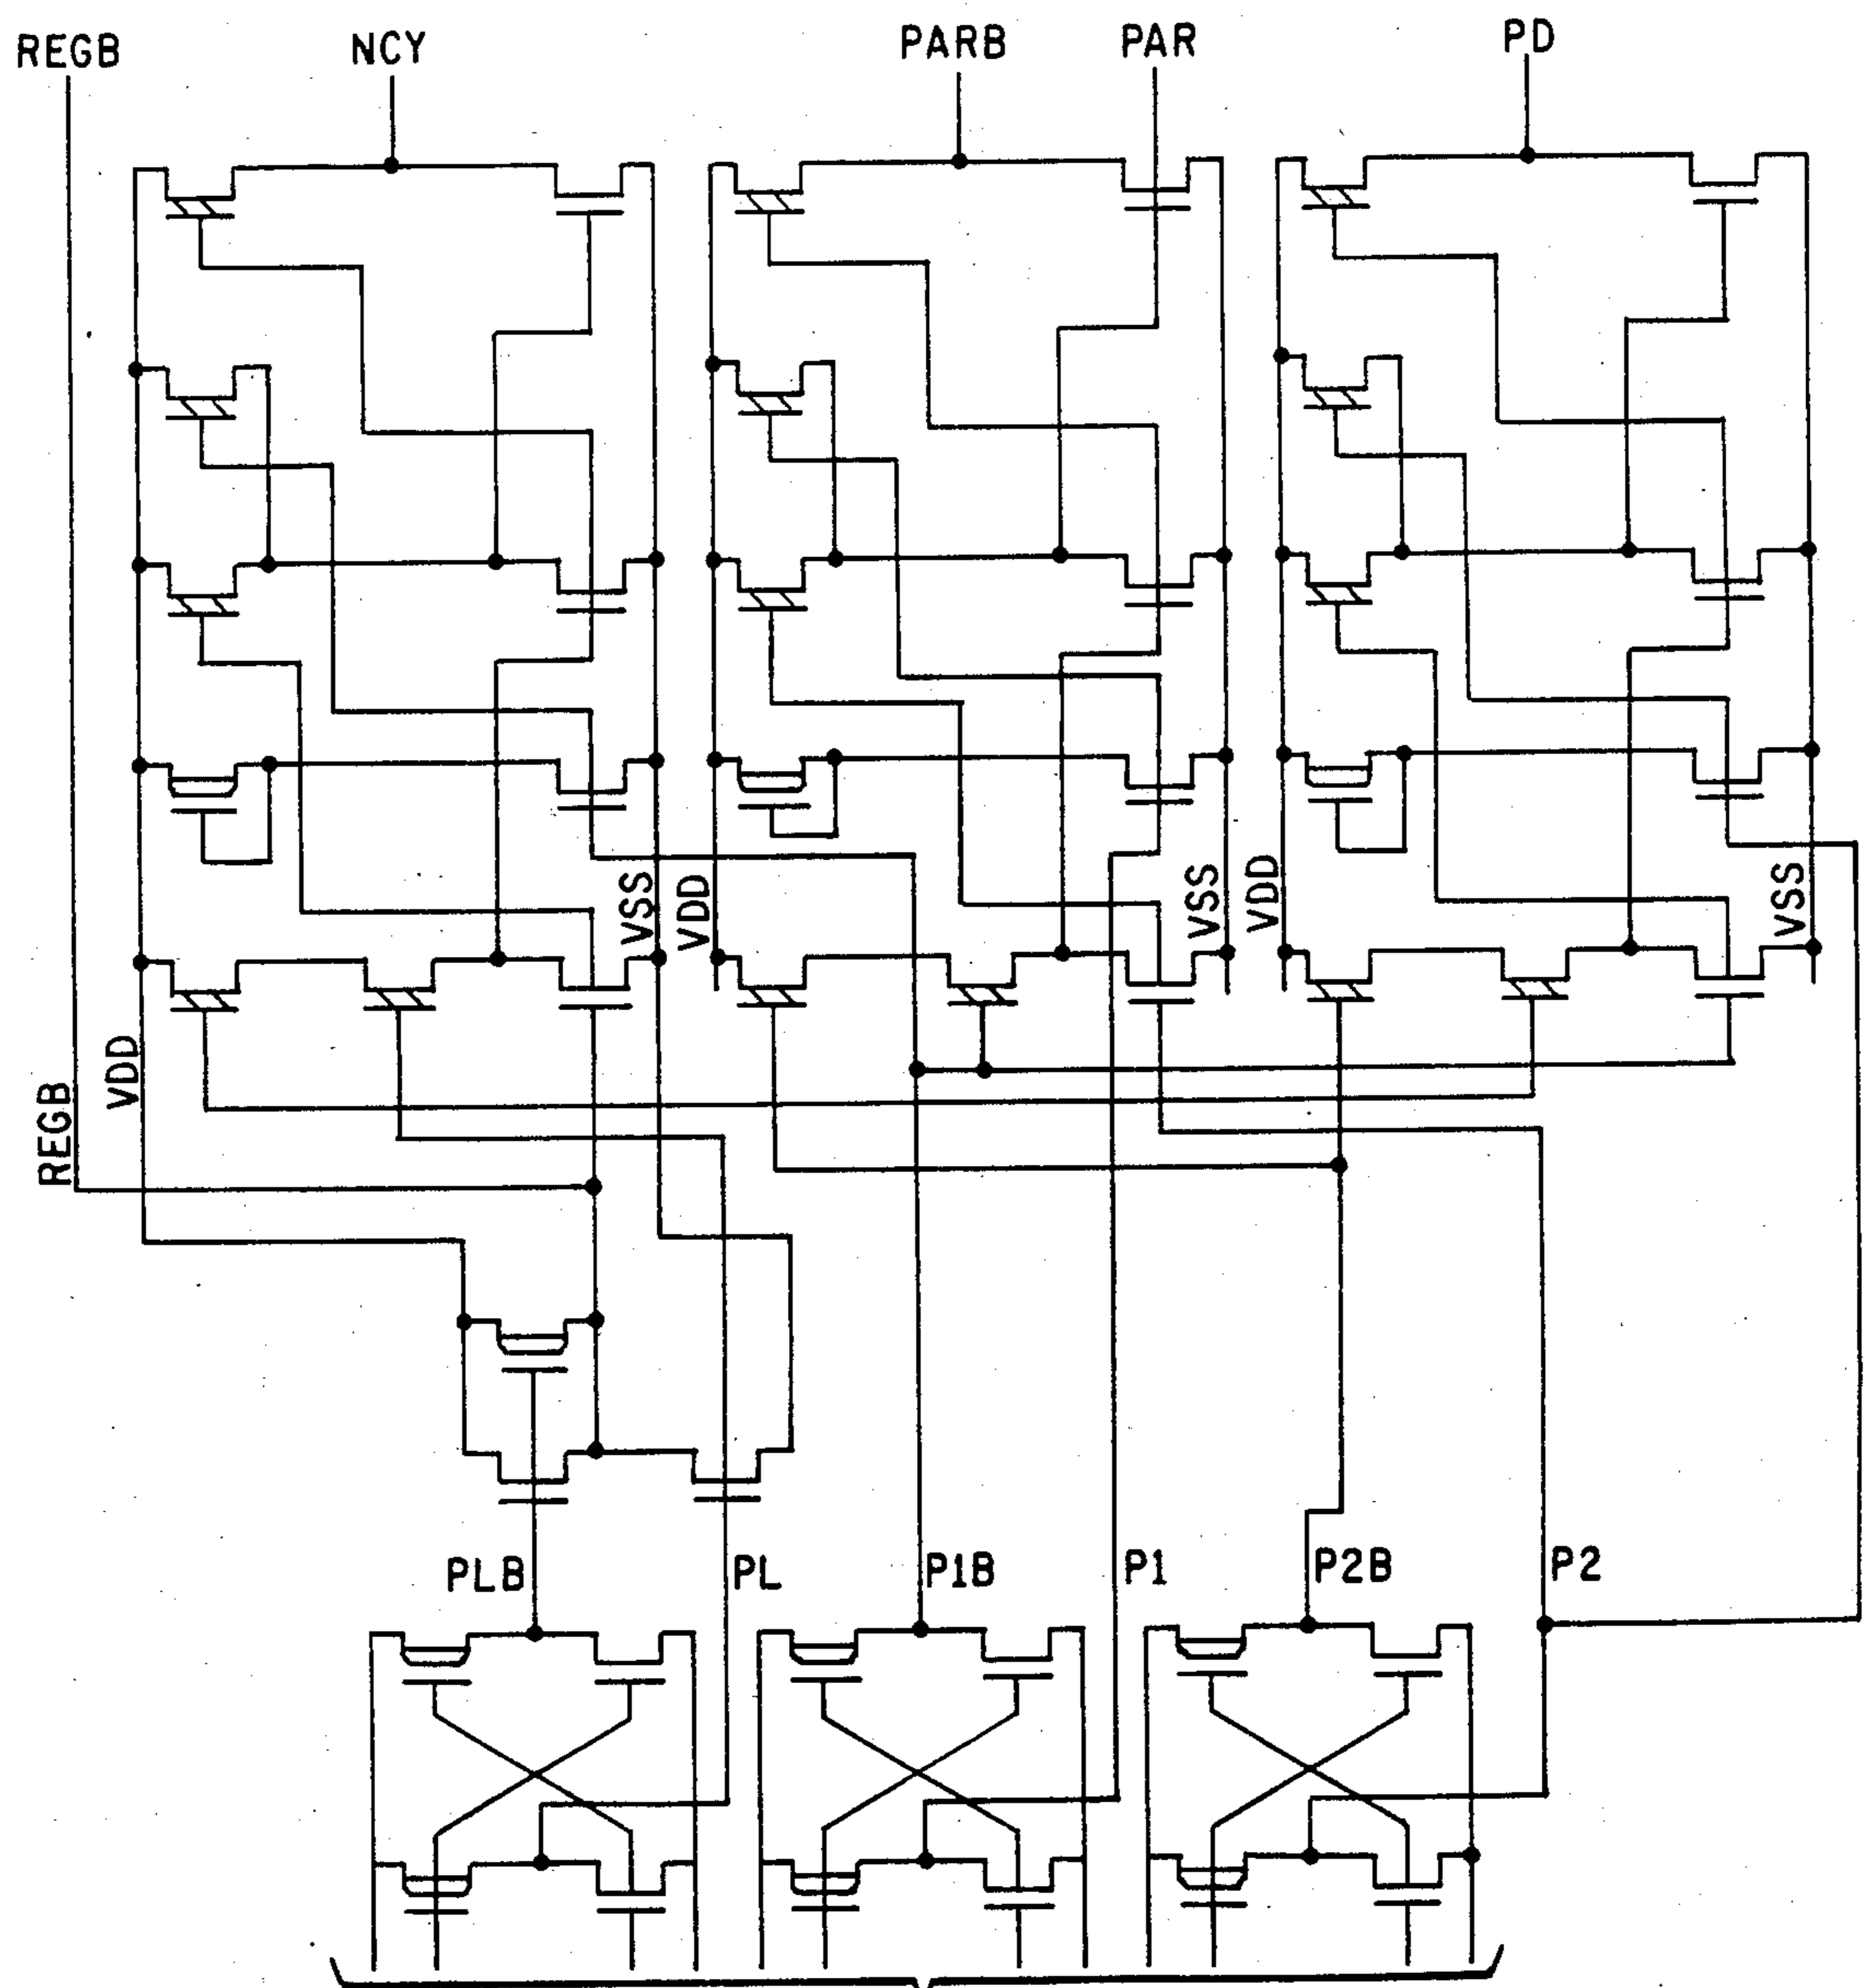 REGB
NCY
PARB
PAR
PD
VSS
VDD
VSS
VDD
VSS
VDD
REGB
PLB
PL
P1B
P1
P2B
P2